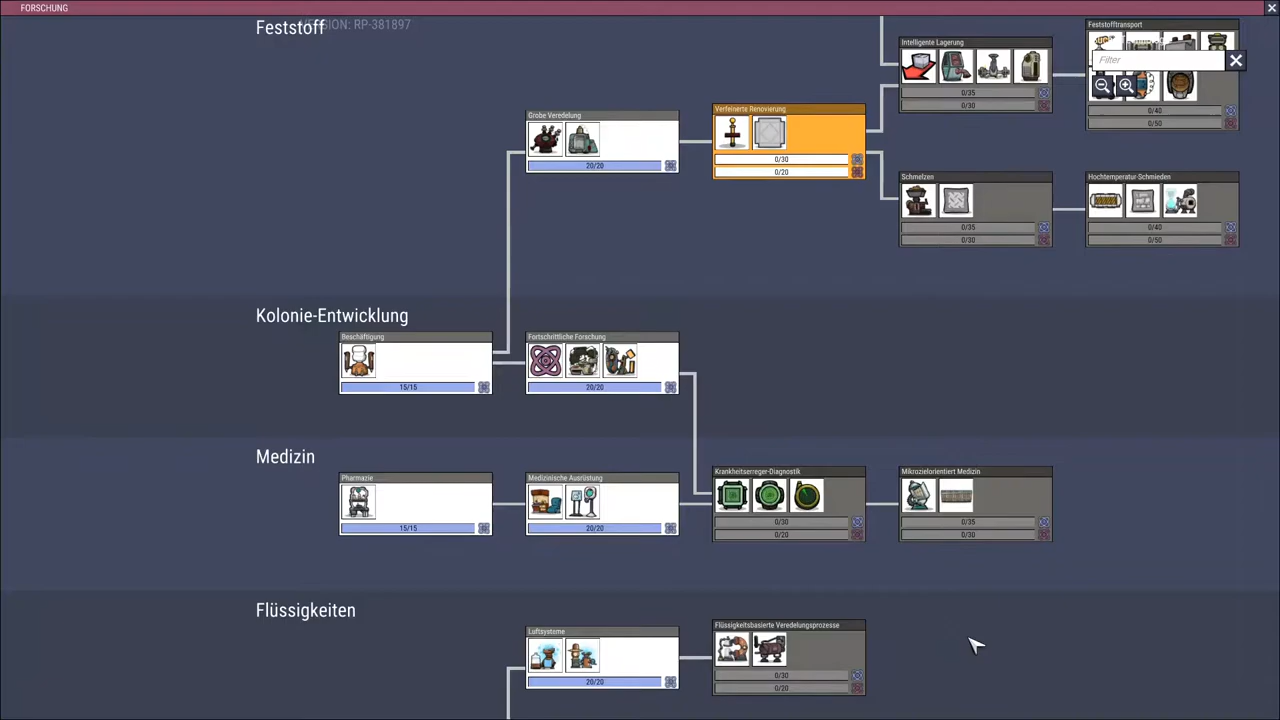 FORSCHUNG
VERSION: RP-381897
Feststoff
Feststofftransport
Intelligente Lagerung
Filter
0/35
0/30
0/40
0/50
Grobe Veredelung
20/20
Verfeinerte Renovierung
0/30
0/20
Schmelzen
0/35
0/30
Hochtemperatur-Schmieden
0/40
0/50
Kolonie-Entwicklung
Beschäftigung
15/15
Fortschrittliche Forschung
20/20
Medizin
Pharmazie
15/15
Medizinische Ausrüstung
20/20
Krankheitserreger-Diagnostik
0/30
0/20
Mikrozielorientiert Medizin
0/35
0/30
Flüssigkeiten
Luftsysteme
20/20
Flüssigkeitsbasierte Veredelungsprozesse
0/30
0/20